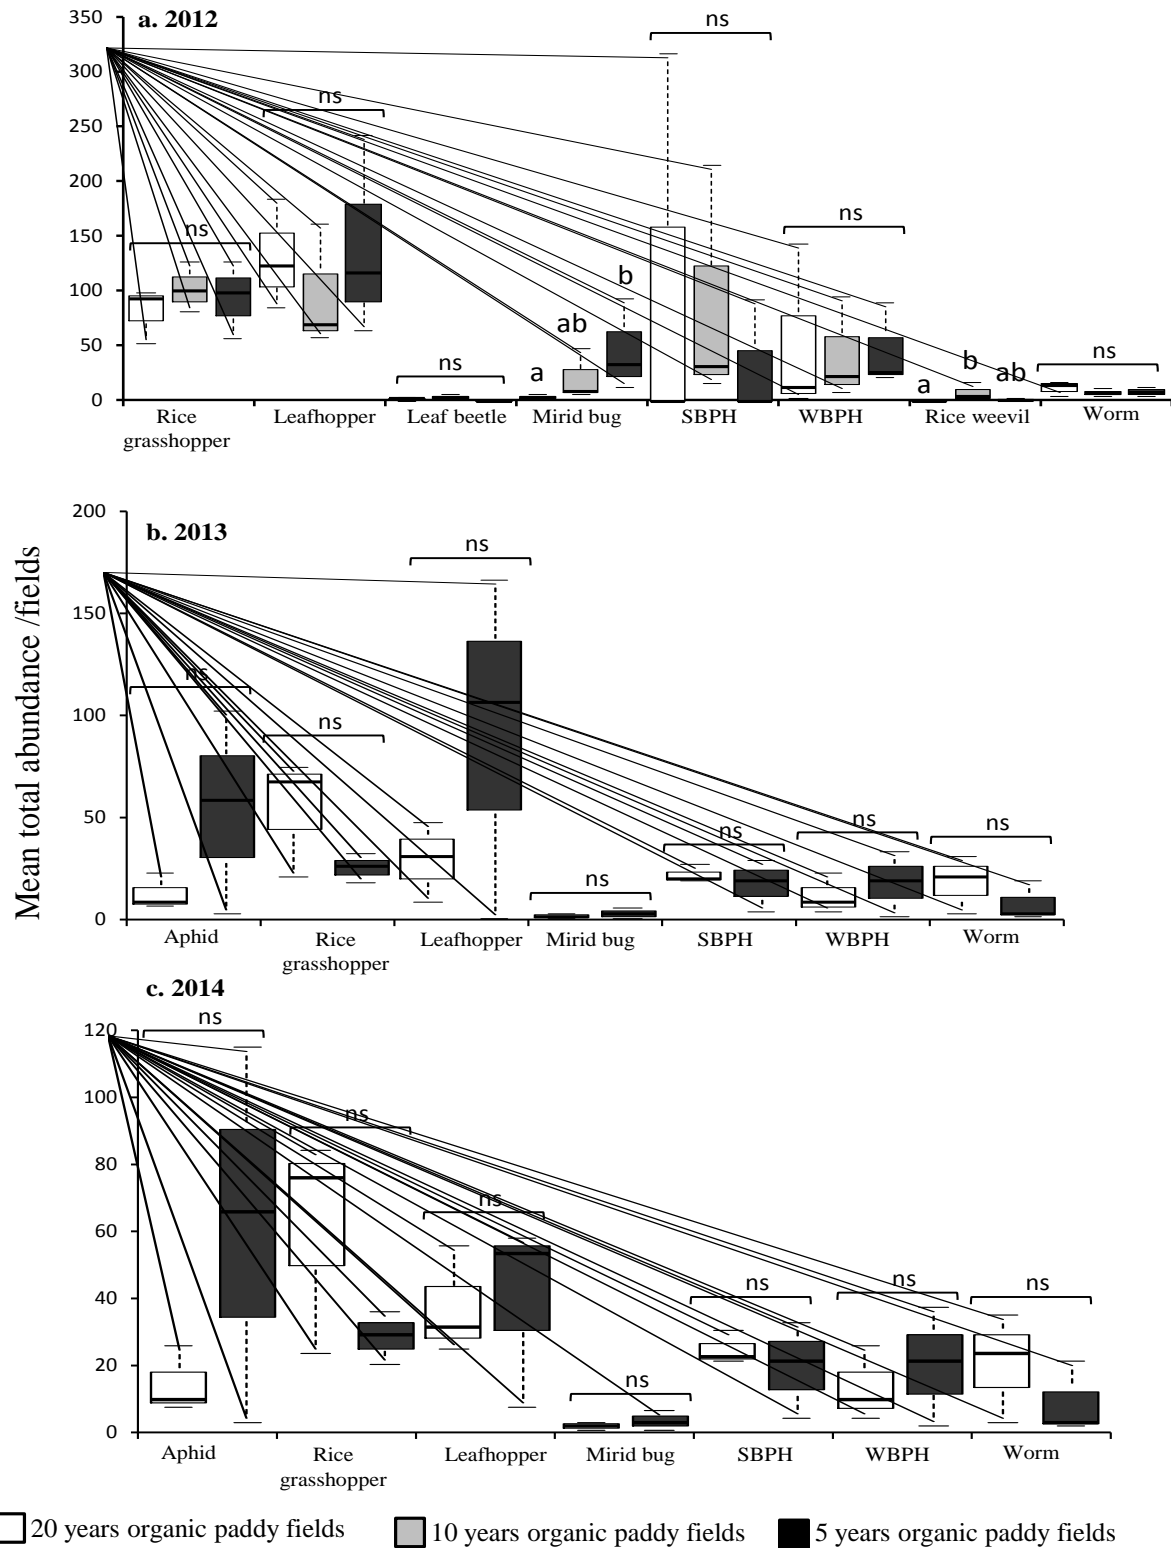 a. 2012
350
300
250
200
150
100
50
0
ns
ns
ns
ns
ns
a
ab
b
ns
a
b
ab
ns
Rice
grasshopper
Leafhopper
Leaf beetle
Mirid bug
SBPH
WBPH
Rice weevil
Worm
Mean total abundance /fields
b. 2013
200
150
100
50
0
ns
ns
ns
ns
ns
ns
ns
Aphid
Rice
grasshopper
Leafhopper
Mirid bug
SBPH
WBPH
Worm
c. 2014
120
100
80
60
40
20
0
ns
ns
ns
ns
ns
ns
ns
Aphid
Rice
grasshopper
Leafhopper
Mirid bug
SBPH
WBPH
Worm
20 years organic paddy fields
10 years organic paddy fields
5 years organic paddy fields